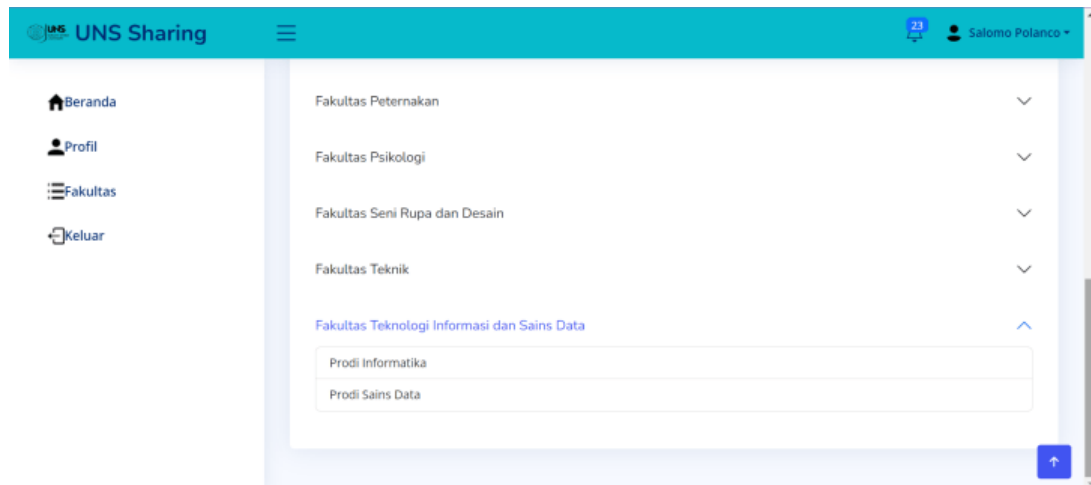 UNS UNS Sharing
23
Salomo Polanco
Beranda
Profil
Fakultas
Keluar
Fakultas Peternakan
Fakultas Psikologi
Fakultas Seni Rupa dan Desain
Fakultas Teknik
Fakultas Teknologi Informasi dan Sains Data
Prodi Informatika
Prodi Sains Data